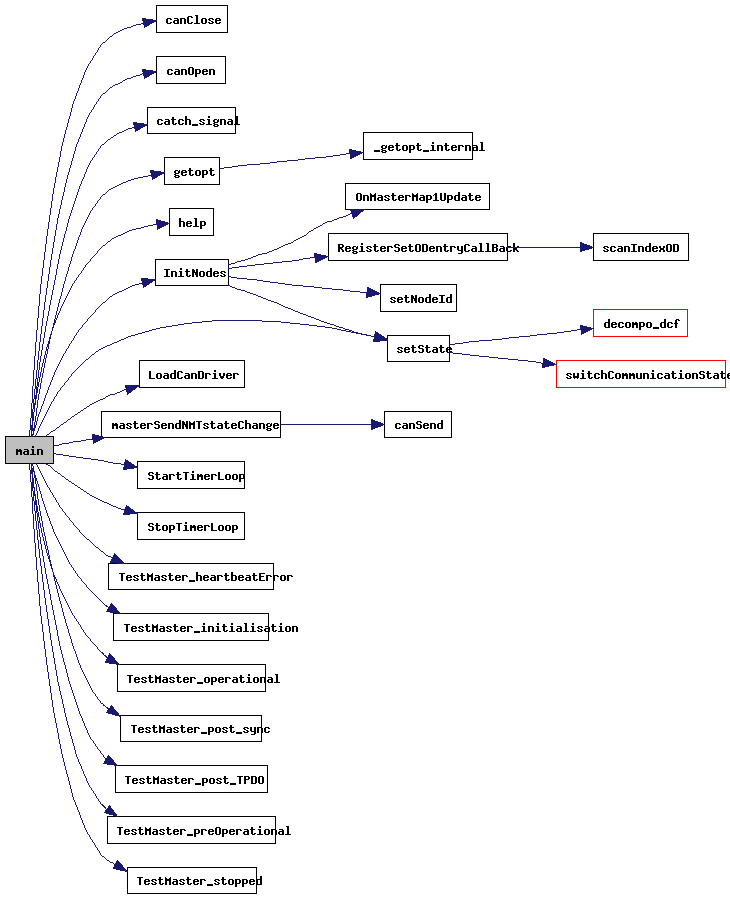 canClose
canOpen
catch_signal
_getopt_internal
getopt
OnMasterMap1Update
help
RegisterSetODentryCallBack
scanIndexOD
InitNodes
setNodeId
decompo_dcf
setState
switchCommunicationState
LoadCanDriver
masterSendNMTstateChange
canSend
main
StartTimerLoop
StopTimerLoop
TestMaster_heartbeatError
TestMaster_initialisation
TestMaster_operational
TestMaster_post_sync
TestMaster_post_TPDO
TestMaster_preOperational
TestMaster_stopped